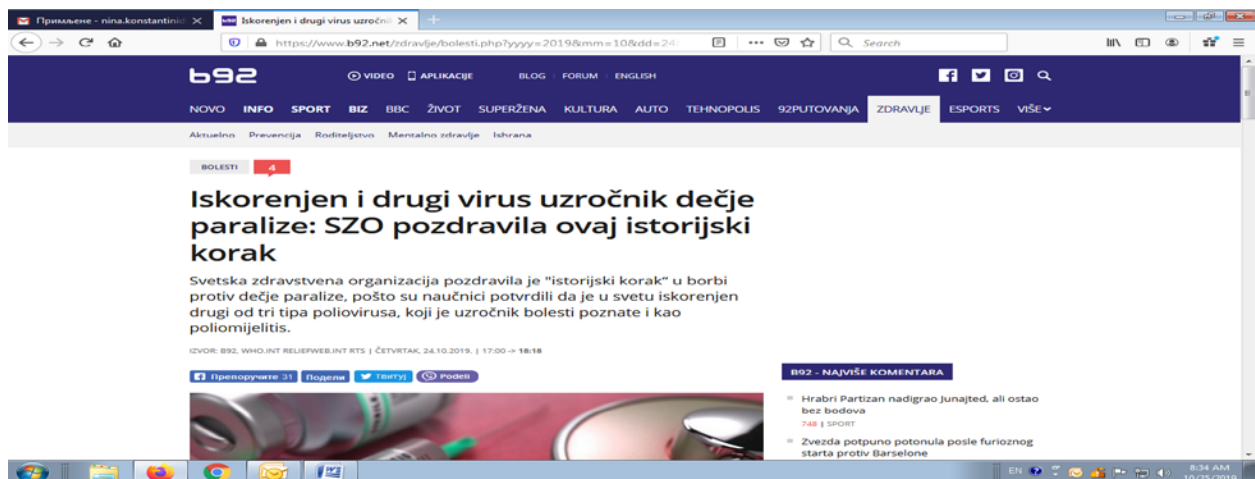 Примљене - nina.konstantinid
Iskorenjen i drugi virus uzročnik
https://www.b92.net/zdravlje/bolesti.php?yyyy=2019&mm=10&dd=24
Search
b92
VIDEO APLIKACIJE BLOG FORUM ENGLISH
NOVO INFO SPORT BIZ BBC ŽIVOT SUPERŽENA KULTURA AUTO TEHNOPOLIS 92PUTOVANJA ZDRAVLJE ESPORTS VIŠE
Aktuelno Prevencija Roditeljstvo Mentalno zdravlje Ishrana
BOLESTI 4
Iskorenjen i drugi virus uzročnik dečje
paralize: SZO pozdravila ovaj istorijski
korak
Svetska zdravstvena organizacija pozdravila je "istorijski korak“ u borbi
protiv dečje paralize, pošto su naučnici potvrdili da je u svetu iskorenjen
drugi od tri tipa poliovirusa, koji je uzročnik bolesti poznate i kao
poliomijelitis.
IZVOR: B92, WHO.INT RELIEFWEB.INT RTS | ČETVRTAK, 24.10.2019. | 17:00 -> 18:18
Препоручите 31 Подели Твитуј Podeli
B92 - NAJVIŠE KOMENTARA
Hrabri Partizan nadigrao Junajted, ali ostao
bez bodova
748 | SPORT
Zvezda potpuno potonula posle furioznog
starta protiv Barselone
EN
8:34 AM
10/25/2019